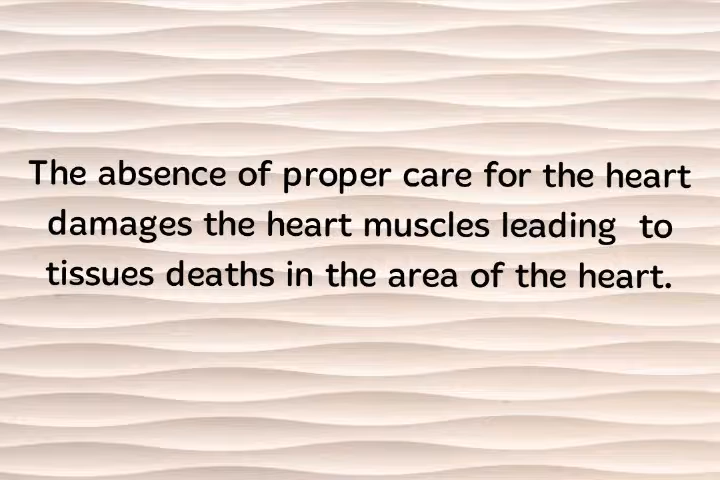 The absence of proper care for the heart
damages the heart muscles leading  to
tissues deaths in the area of the heart.